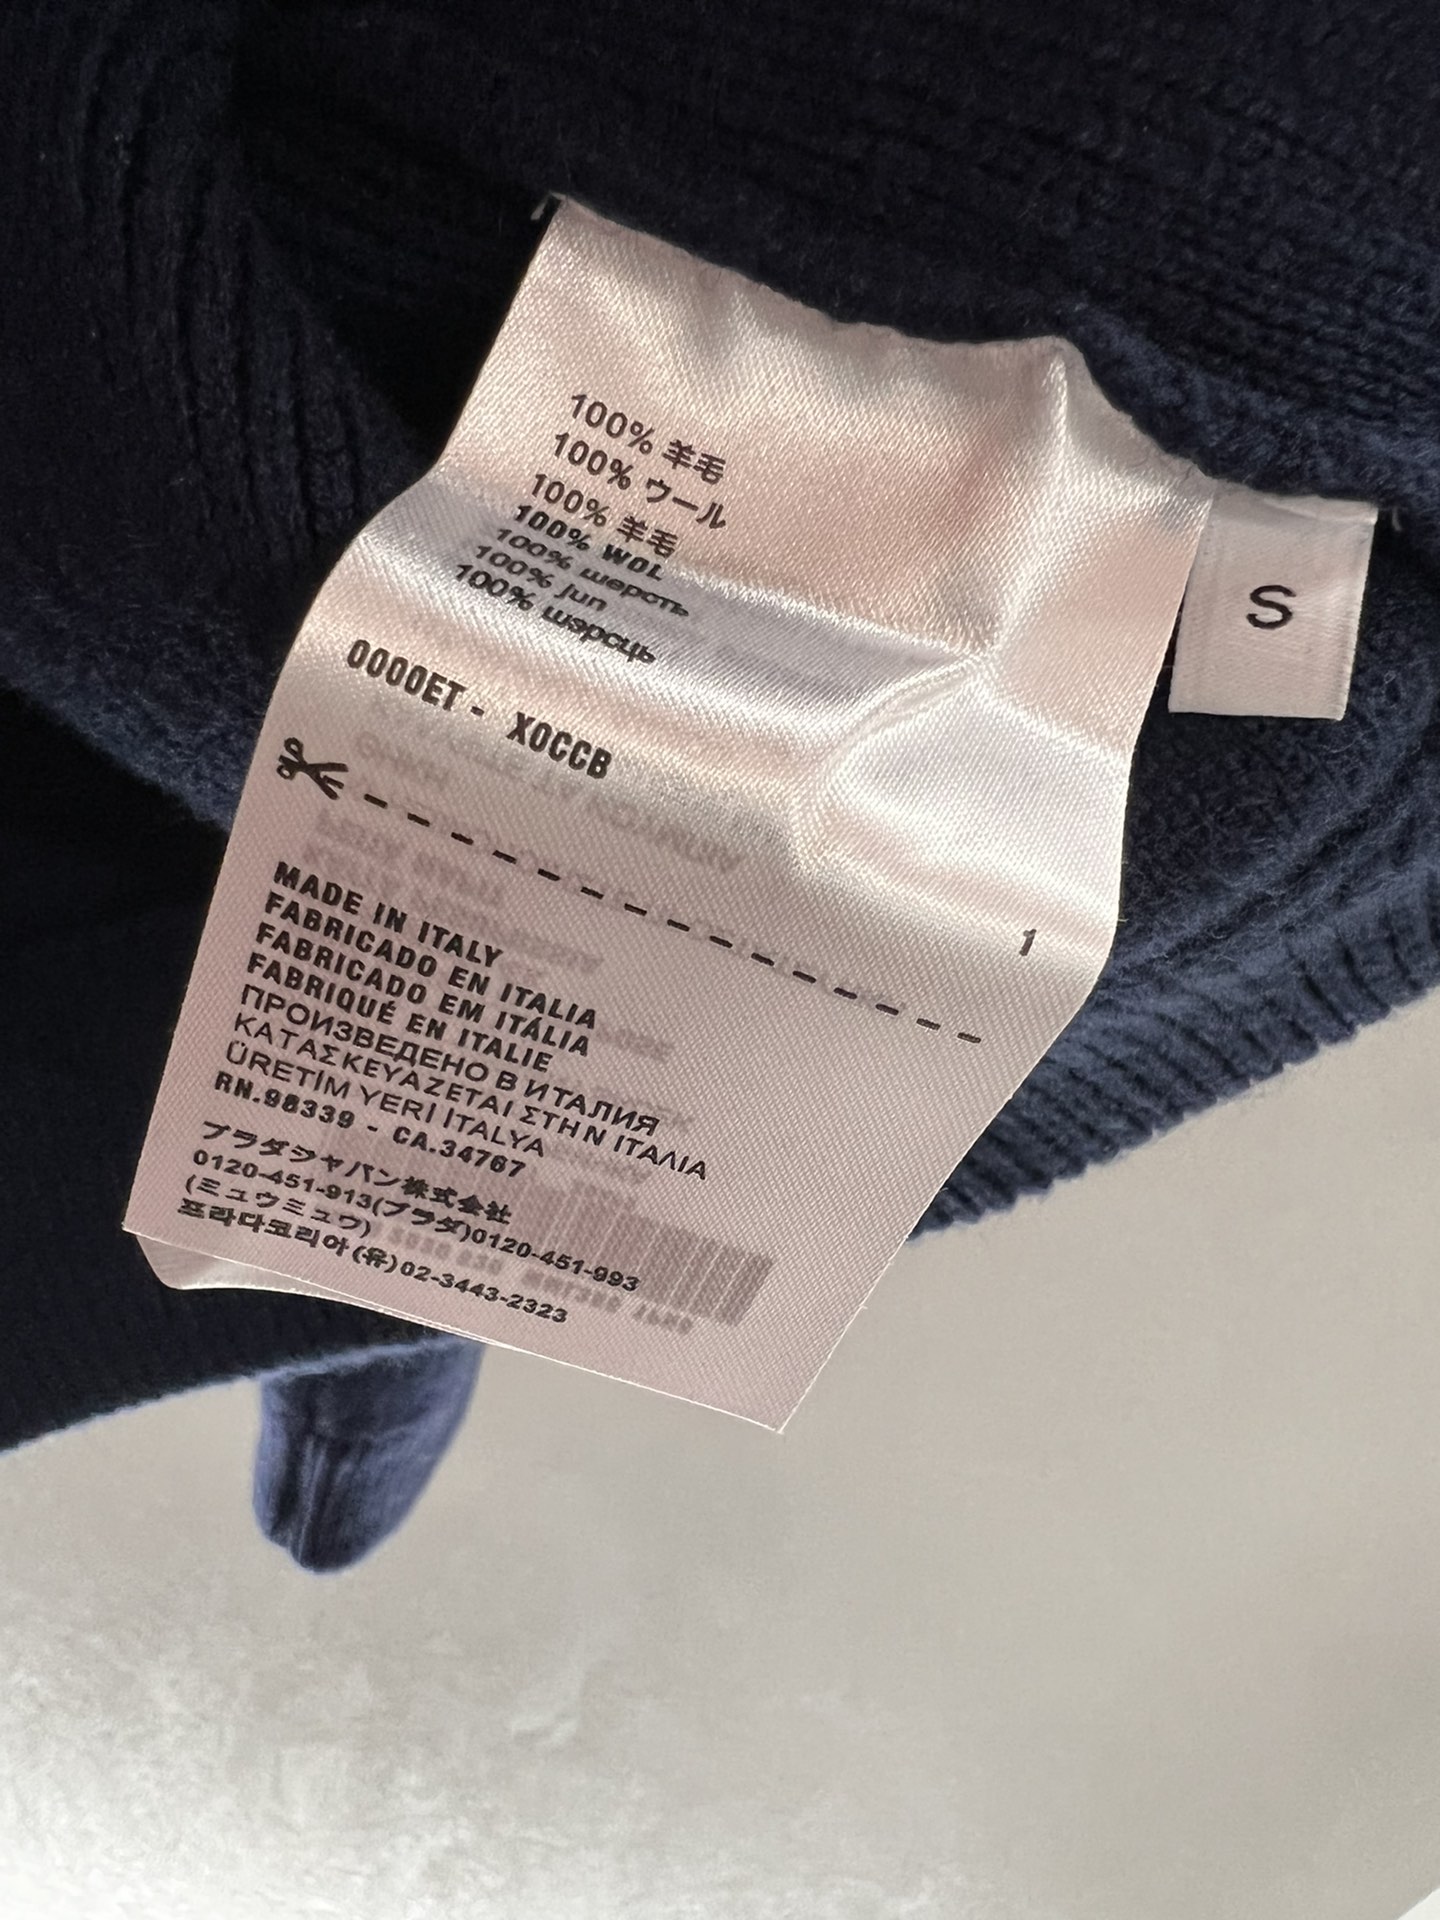 100% 羊毛
100% ウール
100% 羊毛
100% WOL
100% шерсть
100% jun
100% шэрсць
0000ET - X0CCB
S
1
MADE IN ITALY
FABRICADO EN ITALIA
FABRICADO EM ITÁLIA
FABRIQUÉ EN ITALIE
ПРОИЗВЕДЕНО В ИТАЛИЯ
ΚΑΤΑΣΚΕΥΑΖΕΤΑΙ ΣΤΗΝ ΙΤΑΛΙΑ
ÜRETİM YERİ İTALYA
RN.98339 - CA.34767
プラダジャパン株式会社
0120-451-913(プラダ)0120-451-993
(ミュウミュウ)
프라다코리아(유)02-3443-2323